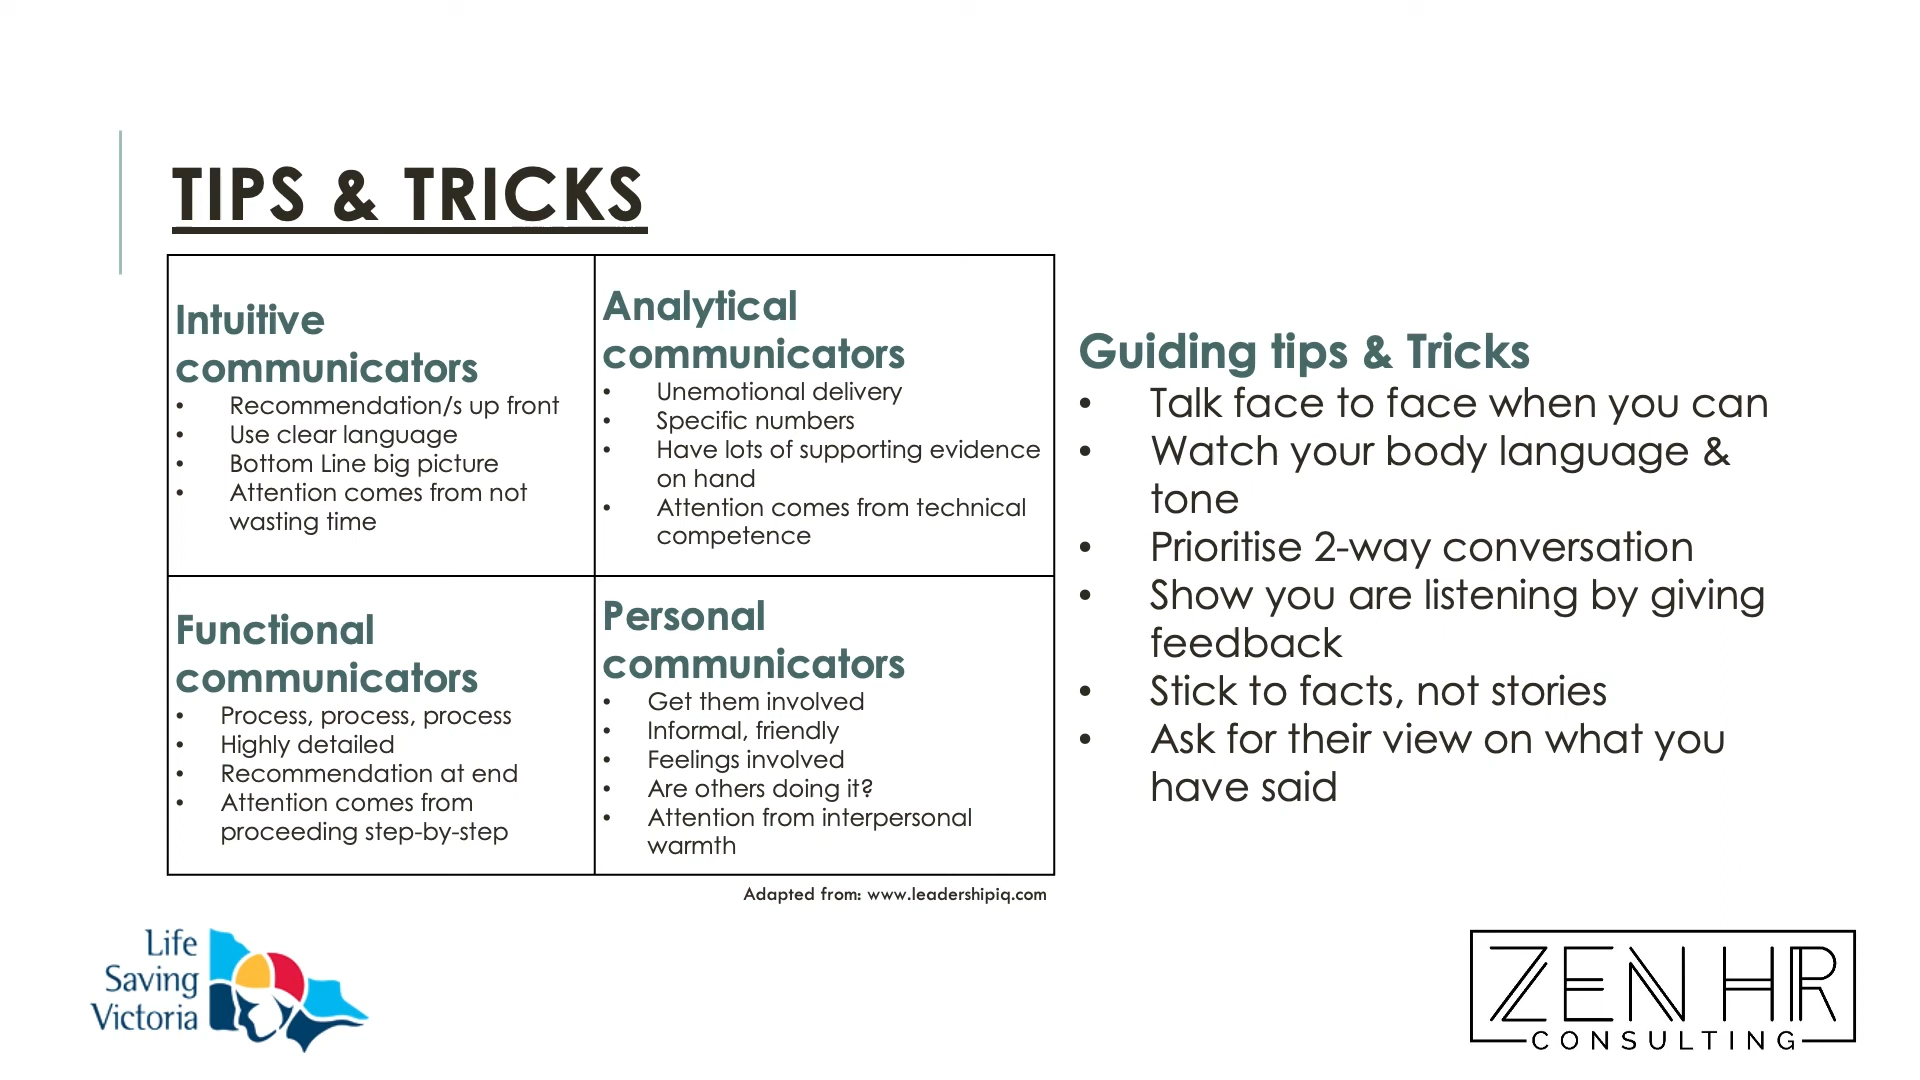 TIPS & TRICKS
Intuitive
communicators
• Recommendation/s up front
• Use clear language
• Bottom Line big picture
• Attention comes from not
wasting time
Analytical
communicators
• Unemotional delivery
• Specific numbers
• Have lots of supporting evidence
on hand
• Attention comes from technical
competence
Functional
communicators
• Process, process, process
• Highly detailed
• Recommendation at end
• Attention comes from
proceeding step-by-step
Personal
communicators
• Get them involved
• Informal, friendly
• Feelings involved
• Are others doing it?
• Attention from interpersonal
warmth
Adapted from: www.leadershipiq.com
Guiding tips & Tricks
• Talk face to face when you can
• Watch your body language &
tone
• Prioritise 2-way conversation
• Show you are listening by giving
feedback
• Stick to facts, not stories
• Ask for their view on what you
have said
Life
Saving
Victoria
ZEN HR
CONSULTING